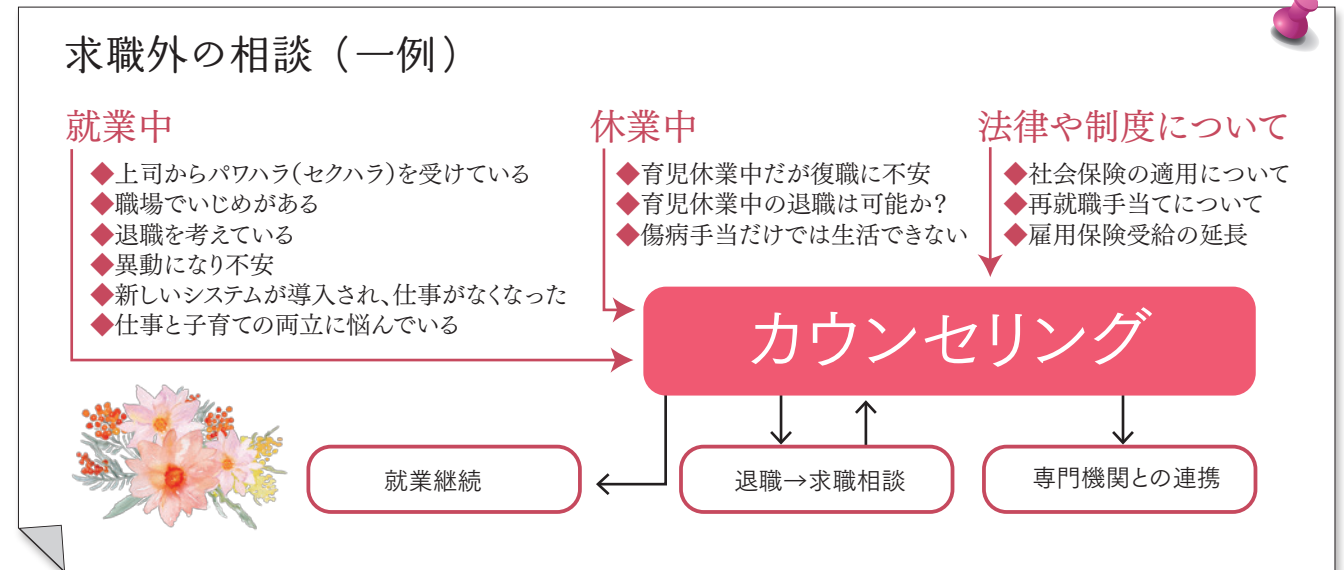 求職外の相談（一例）
就業中
◆上司からパワハラ（セクハラ）を受けている
◆職場でいじめがある
◆退職を考えている
◆異動になり不安
◆新しいシステムが導入され、仕事がなくなった
◆仕事と子育ての両立に悩んでいる
休業中
◆育児休業中だが復職に不安
◆育児休業中の退職は可能か？
◆傷病手当だけでは生活できない
法律や制度について
◆社会保険の適用について
◆再就職手当てについて
◆雇用保険受給の延長
カウンセリング
就業継続
退職→求職相談
専門機関との連携